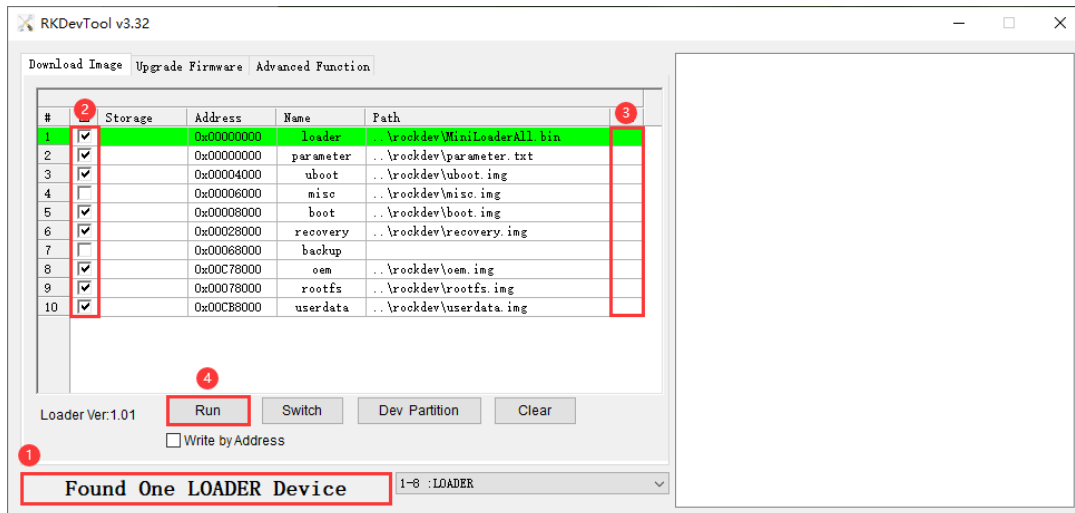 RKDevTool v3.32
Download Image Upgrade Firmware Advanced Function
# 2 Storage Address Name Path 3
1 0x00000000 loader ..\rockdev\MiniLoaderAll.bin
2 0x00000000 parameter ..\rockdev\parameter.txt
3 0x00004000 uboot ..\rockdev\uboot.img
4 0x00006000 misc ..\rockdev\misc.img
5 0x00008000 boot ..\rockdev\boot.img
6 0x00028000 recovery ..\rockdev\recovery.img
7 0x00068000 backup
8 0x00C78000 oem ..\rockdev\oem.img
9 0x00078000 rootfs ..\rockdev\rootfs.img
10 0x00CB8000 userdata ..\rockdev\userdata.img
4
Loader Ver:1.01 Run Switch Dev Partition Clear
Write by Address
1
Found One LOADER Device 1-8 :LOADER